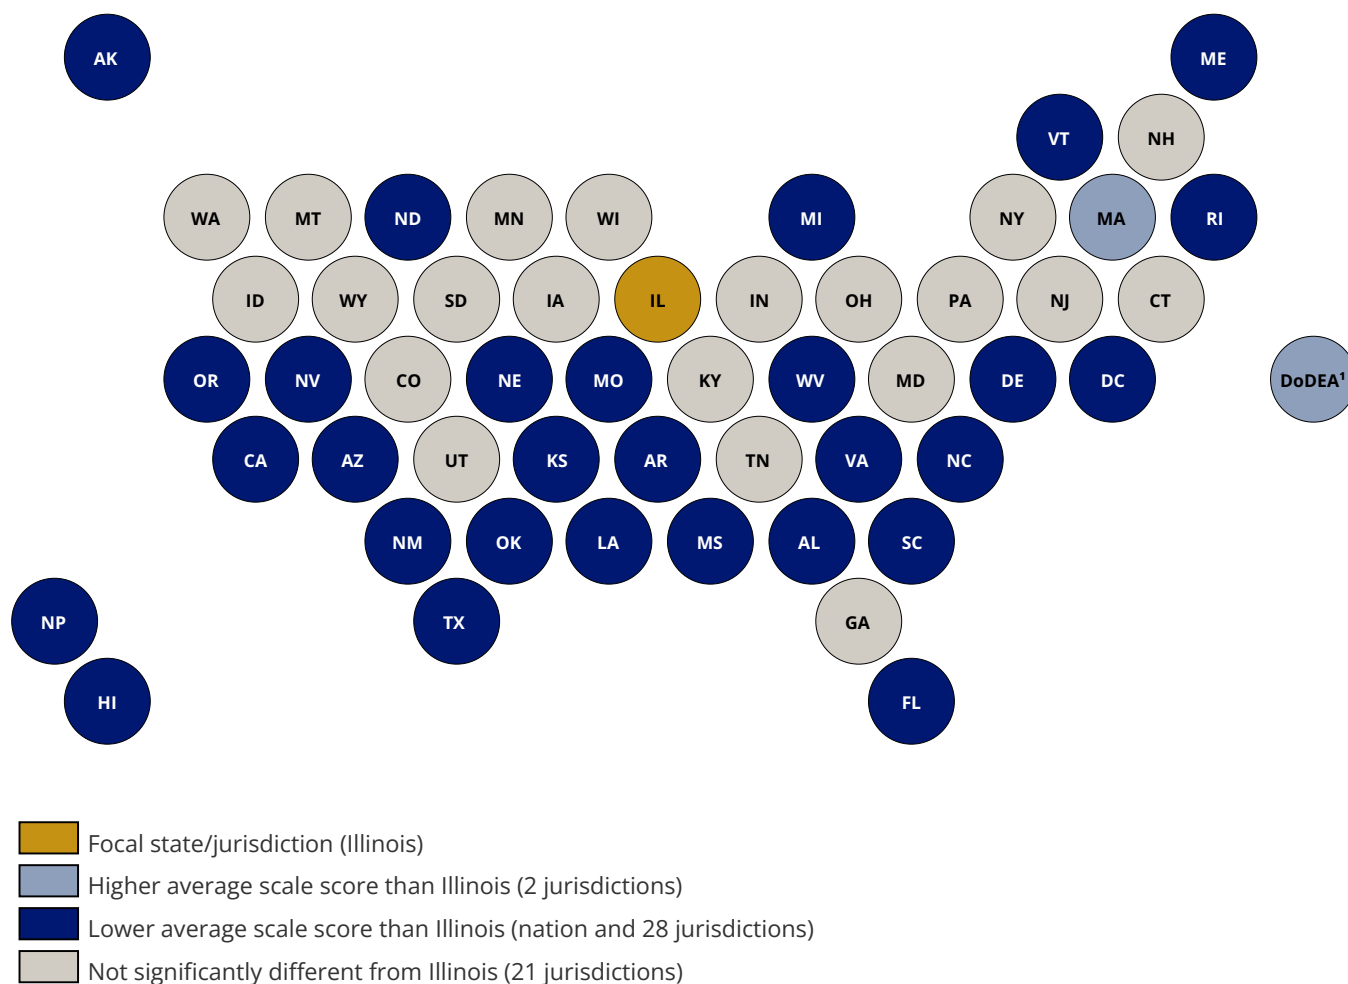 AK ME
VT NH
WA MT ND MN WI MI NY MA RI
ID WY SD IA IL IN OH PA NJ CT
OR NV CO NE MO KY WV MD DE DC DoDEA¹
CA AZ UT KS AR TN VA NC
NM OK LA MS AL SC
NP TX GA
HI FL
Focal state/jurisdiction (Illinois)
Higher average scale score than Illinois (2 jurisdictions)
Lower average scale score than Illinois (nation and 28 jurisdictions)
Not significantly different from Illinois (21 jurisdictions)